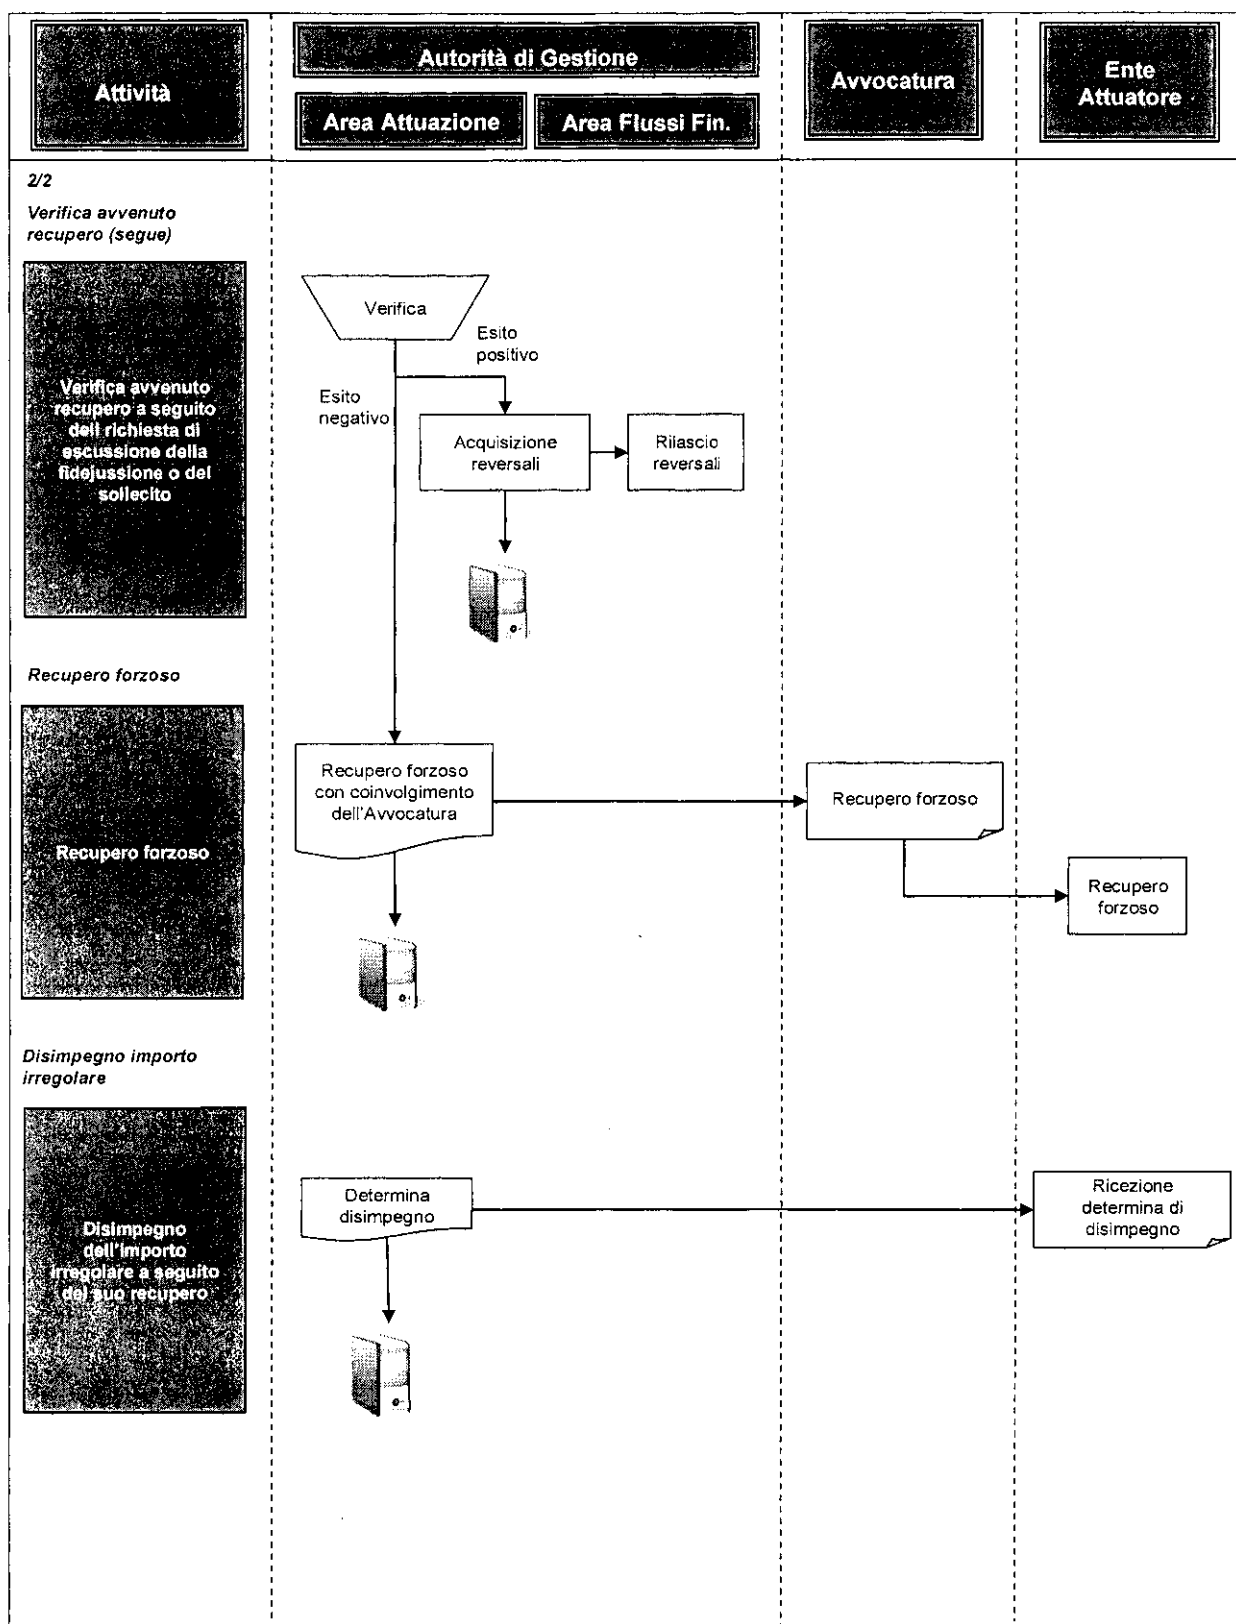 Attività
Autorità di Gestione
Area Attuazione
Area Flussi Fin.
Avvocatura
Ente
Attuatore
2/2
Verifica avvenuto
recupero (segue)
Verifica avvenuto
recupero a seguito
dell richiesta di
escussione della
fidejussione o del
sollecito
Verifica
Esito
positivo
Esito
negativo
Acquisizione
reversali
Rilascio
reversali
Recupero forzoso
Recupero forzoso
Recupero forzoso
con coinvolgimento
dell'Avvocatura
Recupero forzoso
Recupero
forzoso
Disimpegno importo
irregolare
Disimpegno
dell'importo
irregolare a seguito
del suo recupero
Determina
disimpegno
Ricezione
determina di
disimpegno